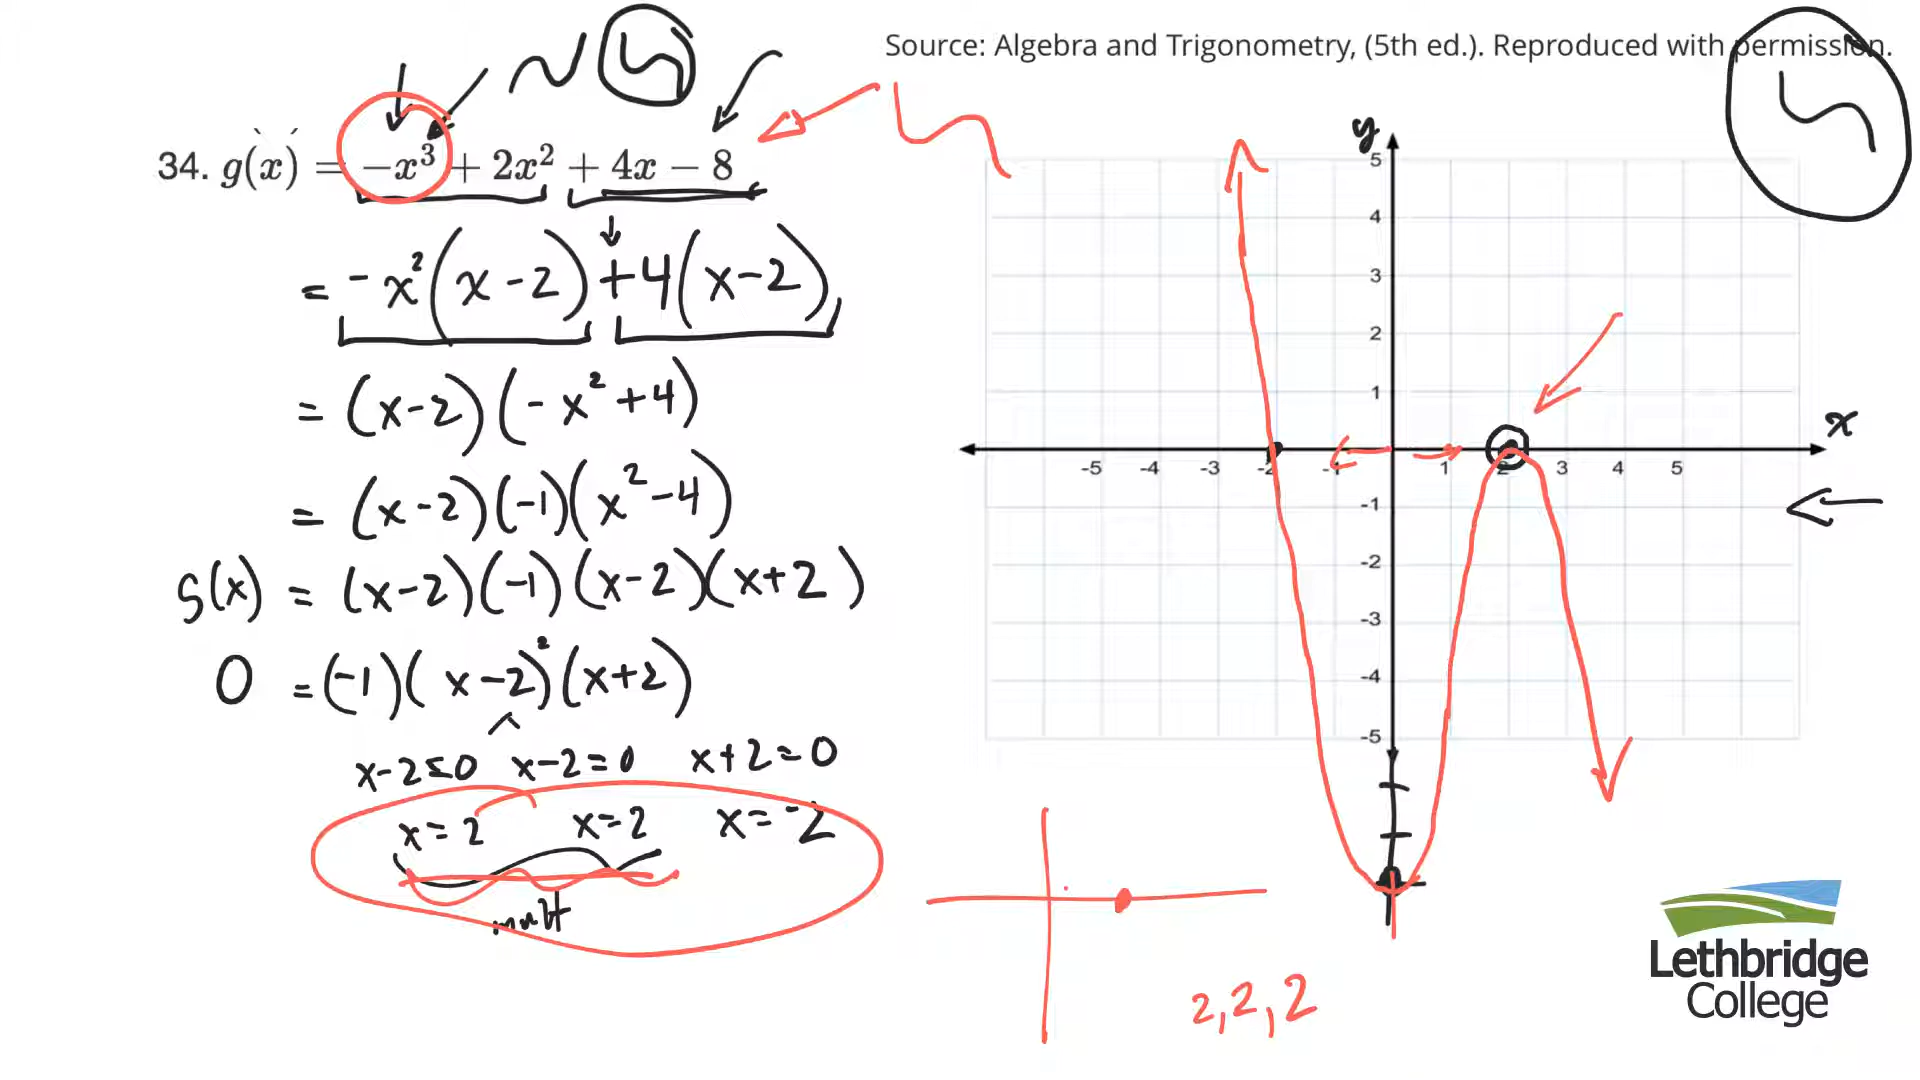 Source: Algebra and Trigonometry, (5th ed.). Reproduced with permission.
34. g(x) = -x³ + 2x² + 4x - 8
= -x²(x-2) + 4(x-2)
= (x-2)(-x²+4)
= (x-2)(-1)(x²-4)
g(x) = (x-2)(-1)(x-2)(x+2)
0 = (-1)(x-2)²(x+2)
x-2=0 x-2=0 x+2=0
x=2 x=2 x=-2
mult
y
5
4
3
2
1
x
-5 -4 -3 -2 -1 1 2 3 4 5
-1
-2
-3
-4
-5
2,2,2
Lethbridge
College